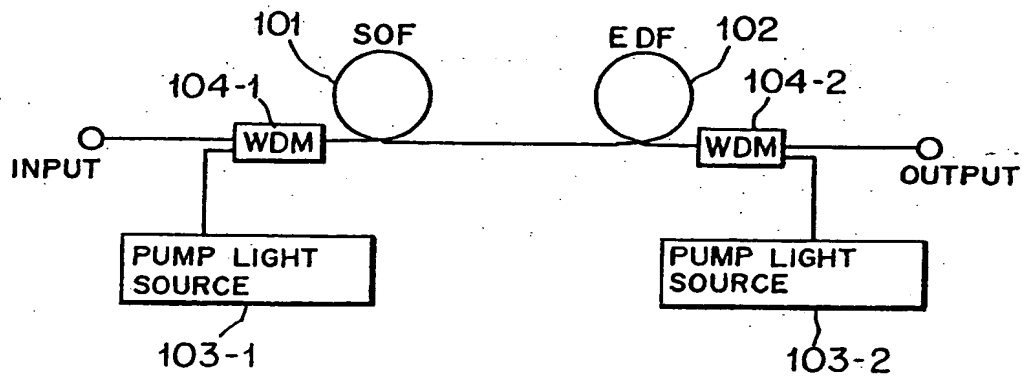 101
SOF
EDF
102
104-1
104-2
WDM
WDM
INPUT
OUTPUT
PUMP LIGHT
SOURCE
PUMP LIGHT
SOURCE
103-1
103-2